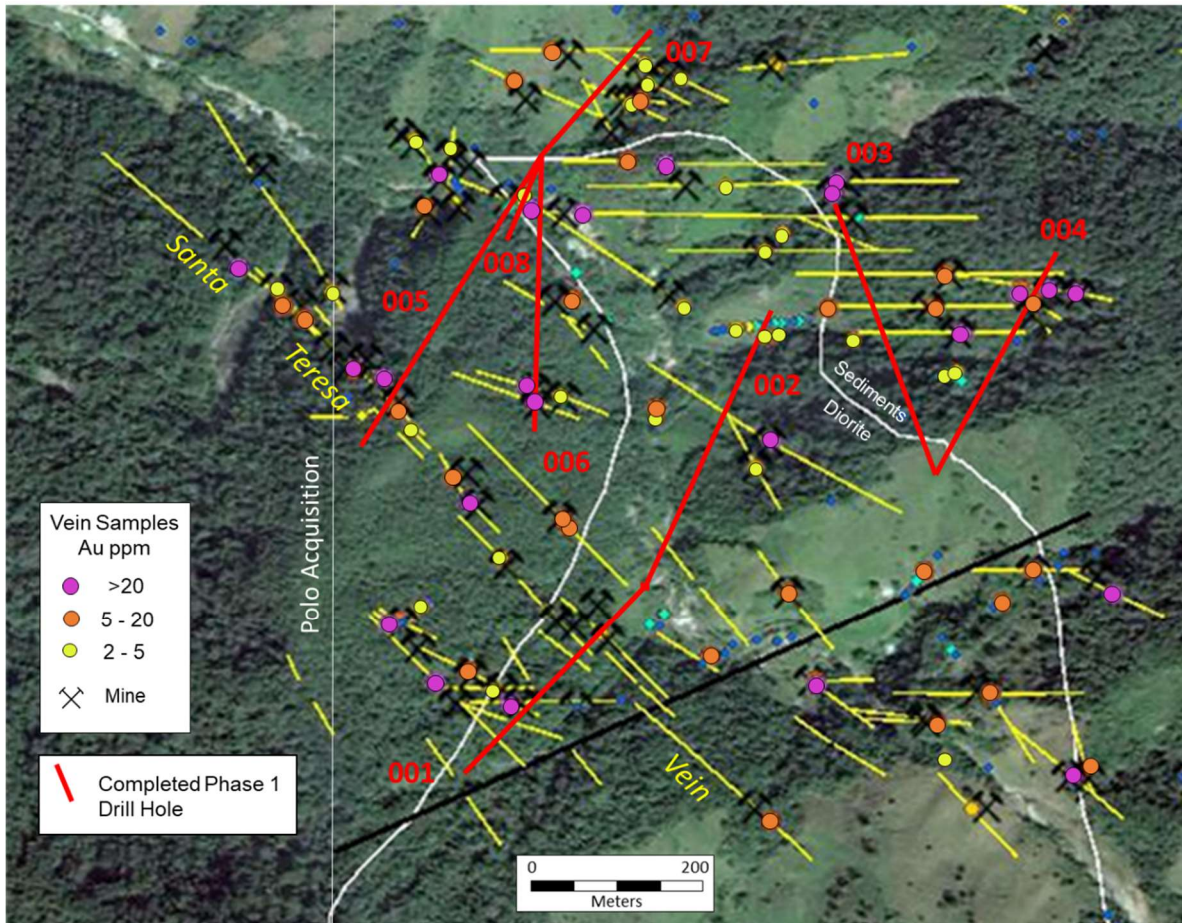 007
003
004
Santa
008
005
Teresa
002
Sediments
Diorite
006
Polo Acquisition
Vein Samples
Au ppm
>20
5 - 20
2 - 5
Mine
001
Vein
Completed Phase 1
Drill Hole
0 200
Meters